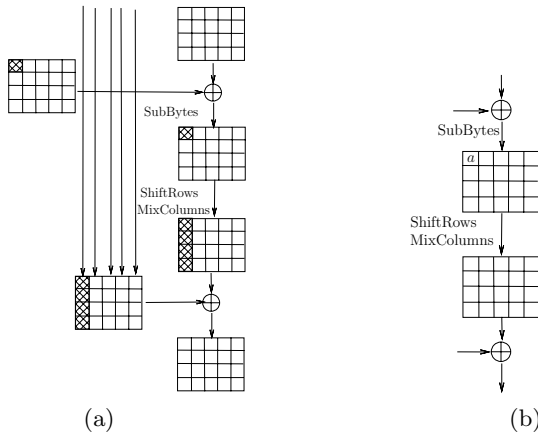 SubBytes
ShiftRows
MixColumns
(a)
SubBytes
a
ShiftRows
MixColumns
(b)